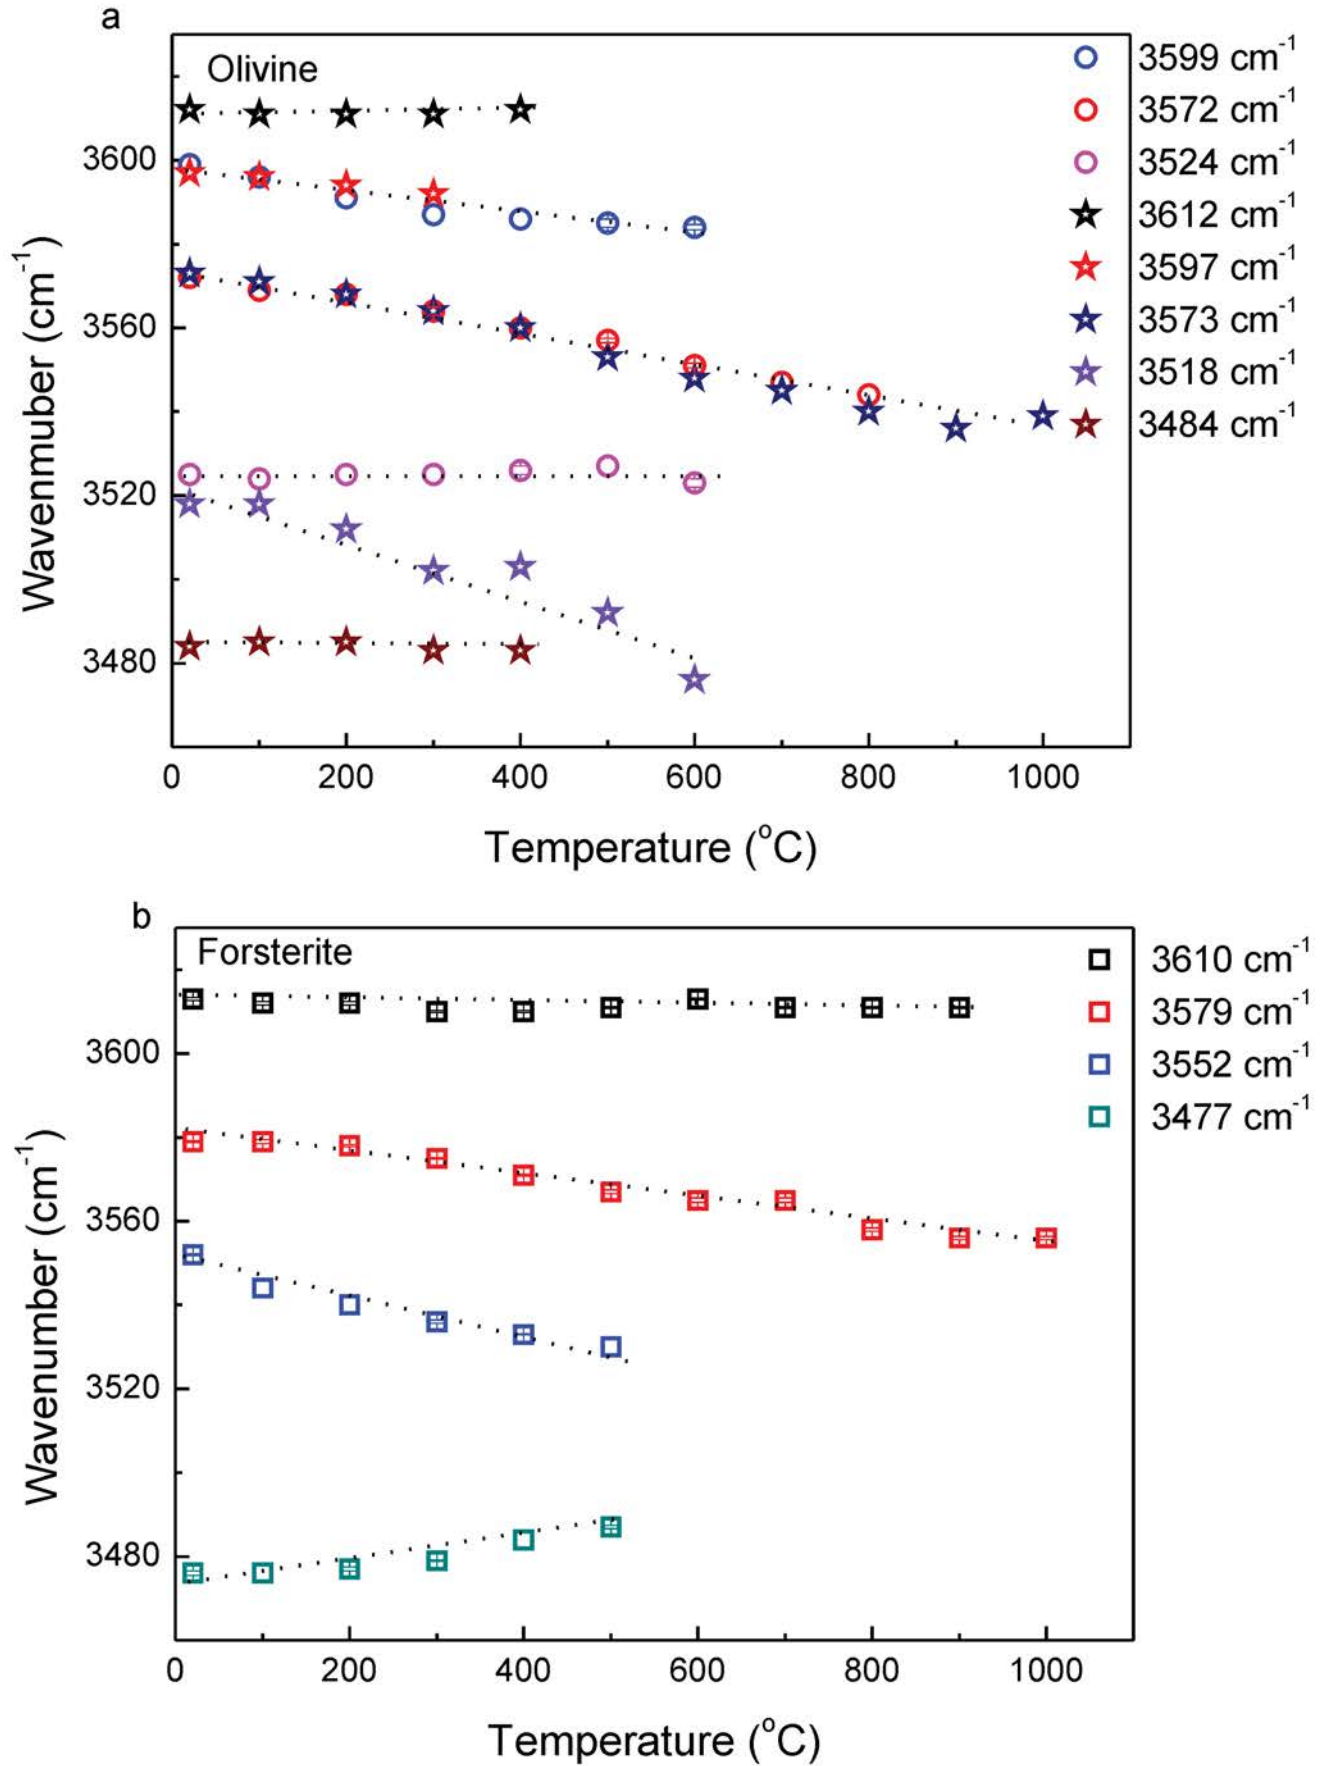 a
Olivine
3599 cm⁻¹
3572 cm⁻¹
3524 cm⁻¹
3612 cm⁻¹
3597 cm⁻¹
3573 cm⁻¹
3518 cm⁻¹
3484 cm⁻¹
3600
3560
3520
3480
Wavenmuber (cm⁻¹)
0 200 400 600 800 1000
Temperature (°C)
b
Forsterite
3610 cm⁻¹
3579 cm⁻¹
3552 cm⁻¹
3477 cm⁻¹
3600
3560
3520
3480
Wavenumber (cm⁻¹)
0 200 400 600 800 1000
Temperature (°C)